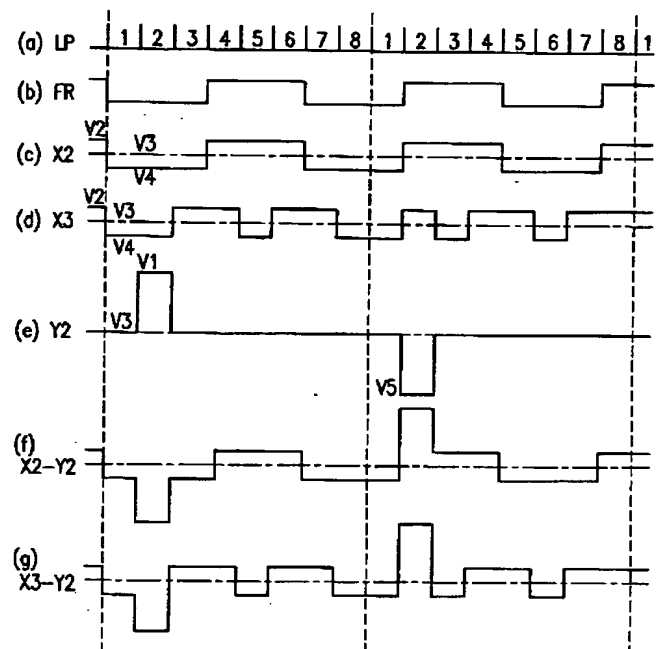 (a) LP 1 2 3 4 5 6 7 8 1 2 3 4 5 6 7 8 1
(b) FR
V2
(c) X2 V3
V4
V2
(d) X3 V3
V4
V1
(e) Y2 V3
V5
(f)
X2-Y2
(g)
X3-Y2